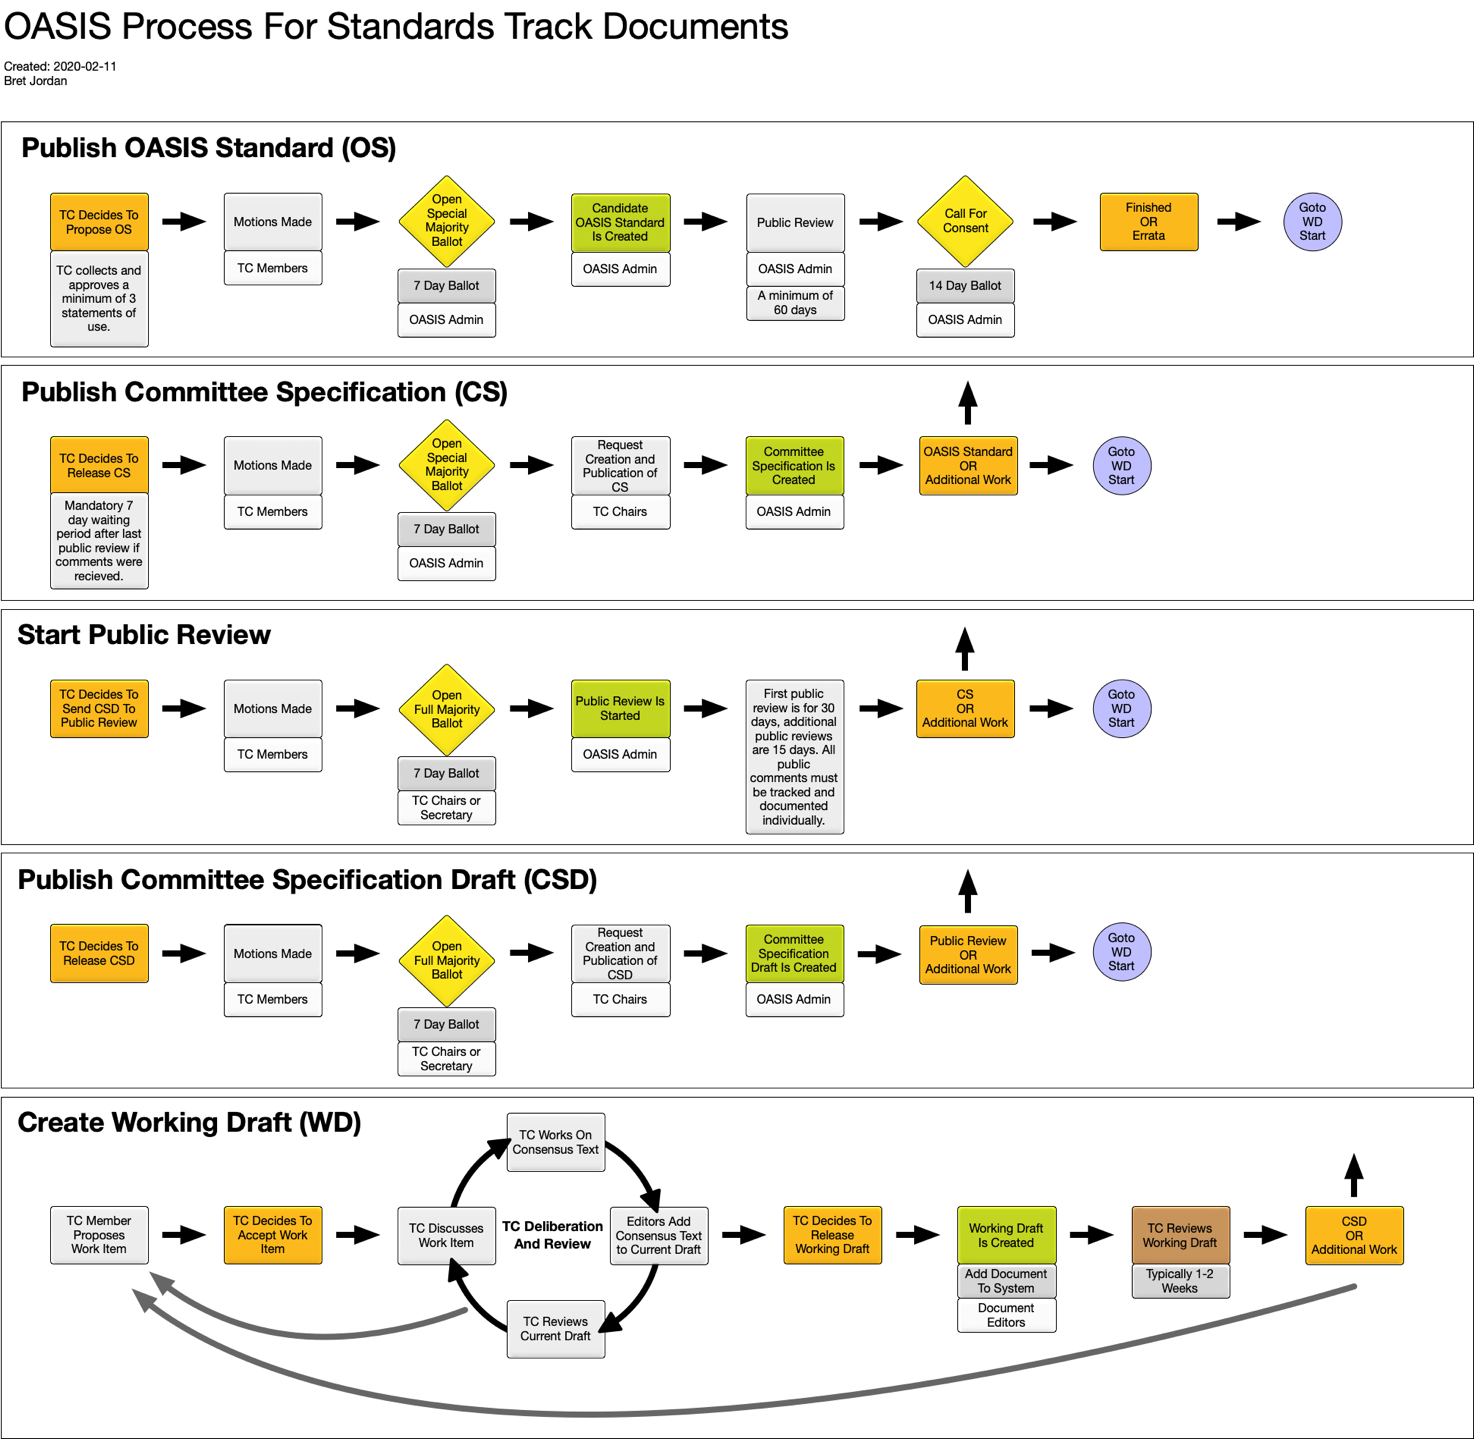 OASIS Process For Standards Track Documents
Created: 2020-02-11
Bret Jordan
Publish OASIS Standard (OS)
TC Decides To
Propose OS
TC collects and
approves a
minimum of 3
statements of
use.
Motions Made
TC Members
Open
Special
Majority
Ballot
7 Day Ballot
OASIS Admin
Candidate
OASIS Standard
Is Created
OASIS Admin
Public Review
OASIS Admin
A minimum of
60 days
Call For
Consent
14 Day Ballot
OASIS Admin
Finished
OR
Errata
Goto
WD
Start
Publish Committee Specification (CS)
TC Decides To
Release CS
Mandatory 7
day waiting
period after last
public review if
comments were
recieved.
Motions Made
TC Members
Open
Special
Majority
Ballot
7 Day Ballot
OASIS Admin
Request
Creation and
Publication of
CS
TC Chairs
Committee
Specification Is
Created
OASIS Admin
OASIS Standard
OR
Additional Work
Goto
WD
Start
Start Public Review
TC Decides To
Send CSD To
Public Review
Motions Made
TC Members
Open
Full Majority
Ballot
7 Day Ballot
TC Chairs or
Secretary
Public Review Is
Started
OASIS Admin
First public
review is for 30
days, additional
public reviews
are 15 days. All
public
comments must
be tracked and
documented
individually.
CS
OR
Additional Work
Goto
WD
Start
Publish Committee Specification Draft (CSD)
TC Decides To
Release CSD
Motions Made
TC Members
Open
Full Majority
Ballot
7 Day Ballot
TC Chairs or
Secretary
Request
Creation and
Publication of
CSD
TC Chairs
Committee
Specification
Draft Is Created
OASIS Admin
Public Review
OR
Additional Work
Goto
WD
Start
Create Working Draft (WD)
TC Member
Proposes
Work Item
TC Decides To
Accept Work
Item
TC Discusses
Work Item
TC Works On
Consensus Text
TC Deliberation
And Review
Editors Add
Consensus Text
to Current Draft
TC Reviews
Current Draft
TC Decides To
Release
Working Draft
Working Draft
Is Created
Add Document
To System
Document
Editors
TC Reviews
Working Draft
Typically 1-2
Weeks
CSD
OR
Additional Work